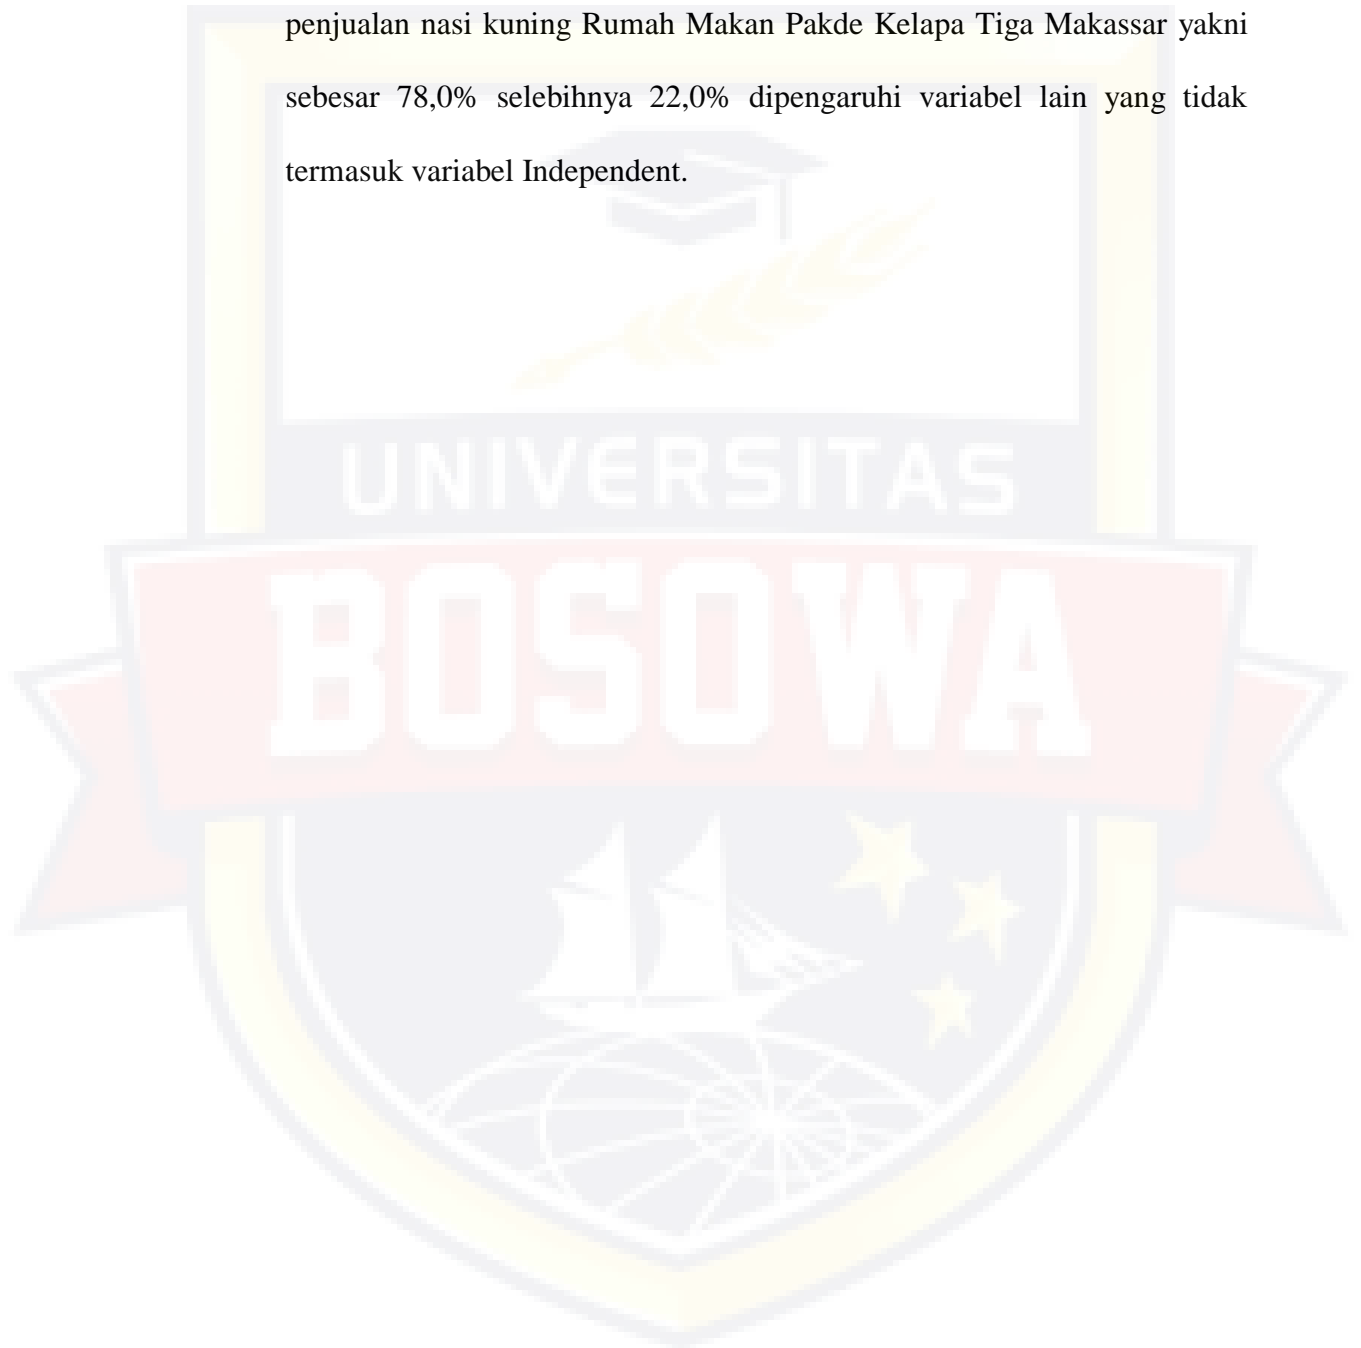 penjualan nasi kuning Rumah Makan Pakde Kelapa Tiga Makassar yakni
sebesar 78,0% selebihnya 22,0% dipengaruhi variabel lain yang tidak
termasuk variabel Independent.
UNIVERSITAS
BOSOWA